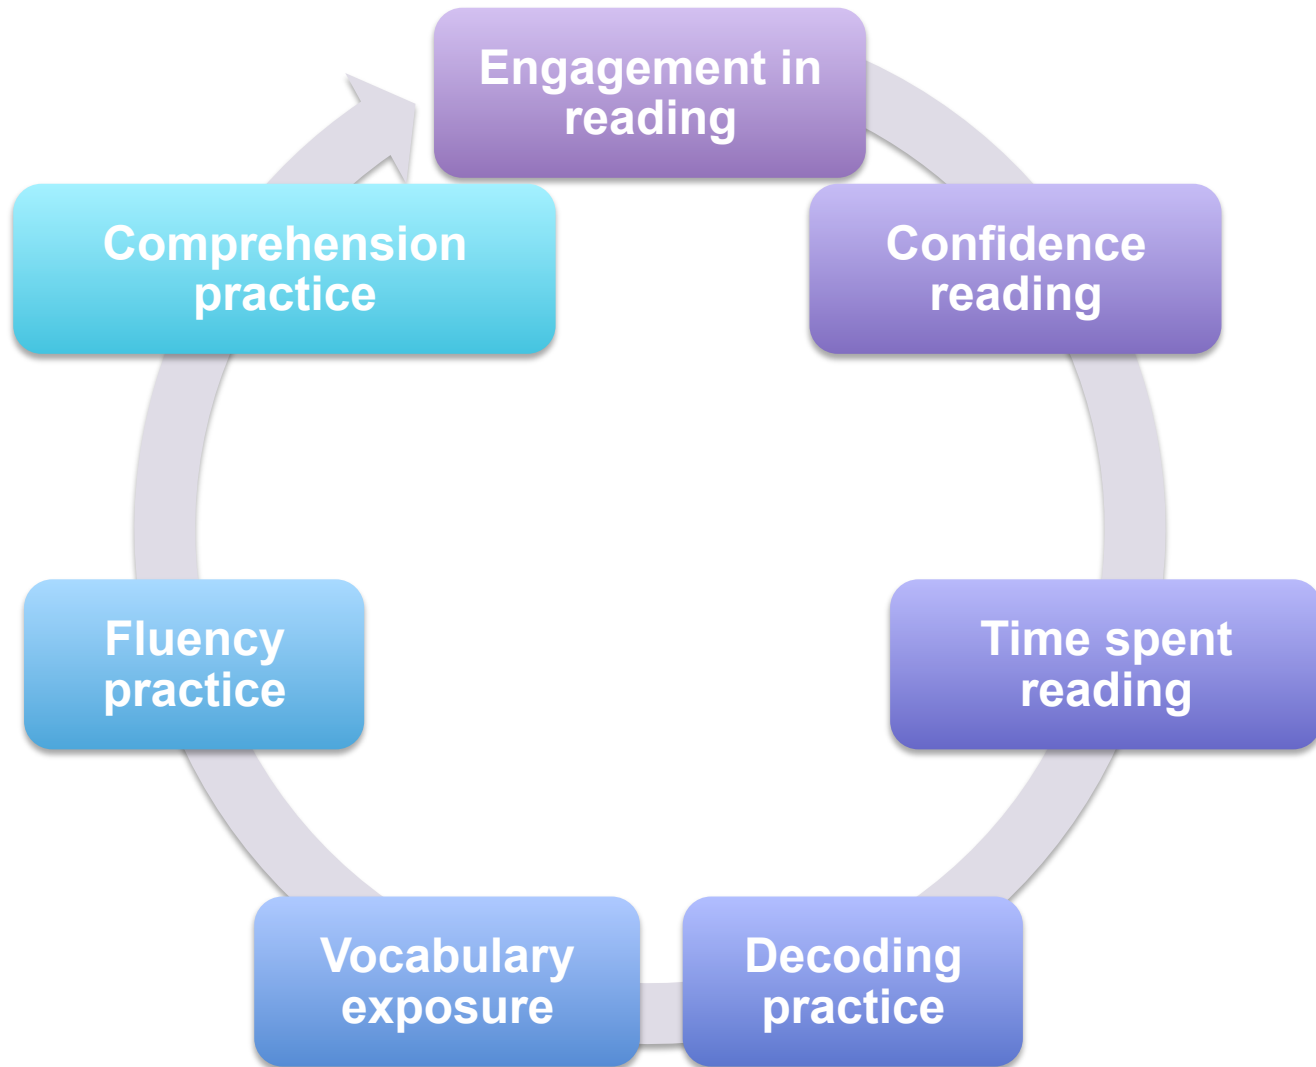 Engagement in
reading
Confidence
reading
Time spent
reading
Decoding
practice
Vocabulary
exposure
Fluency
practice
Comprehension
practice